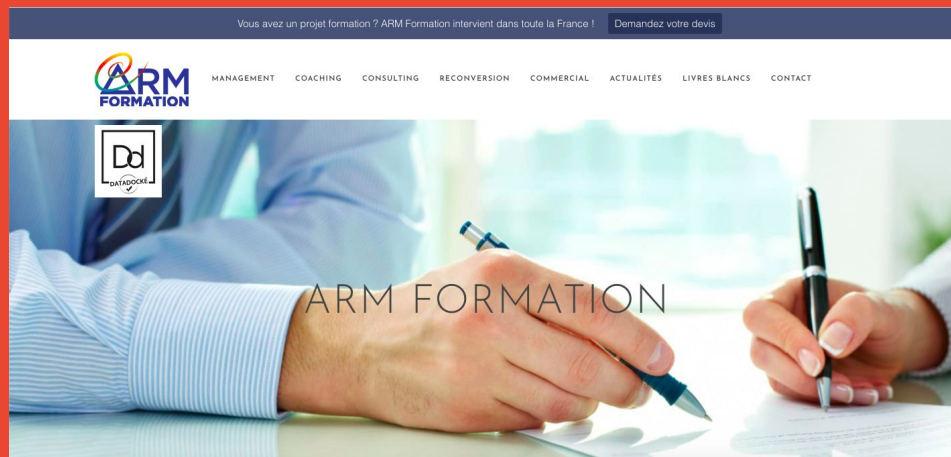 Vous avez un projet formation ? ARM Formation intervient dans toute la France ! Demandez votre devis
ARM
FORMATION
MANAGEMENT COACHING CONSULTING RECONVERSION COMMERCIAL ACTUALITÉS LIVRES BLANCS CONTACT
Dd
DATADOCKÉ
ARM FORMATION